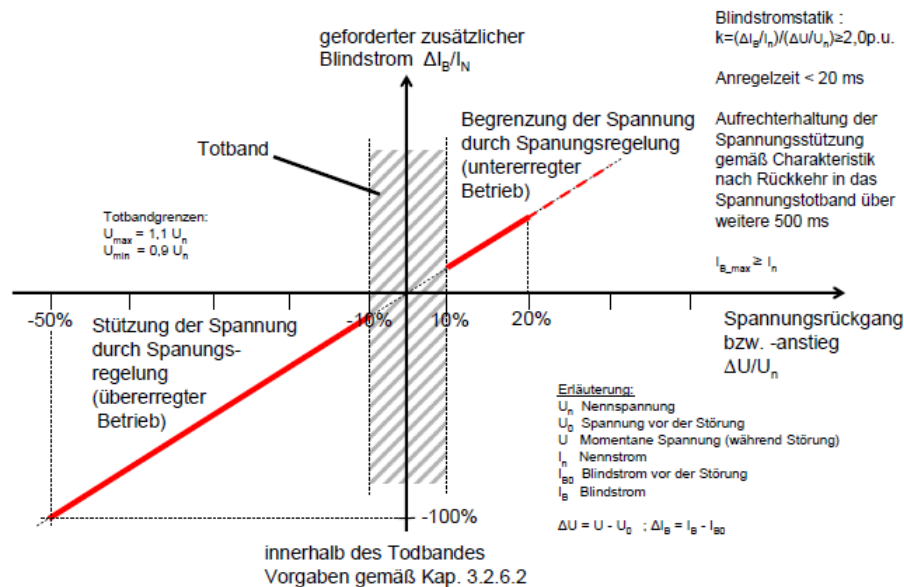 geforderter zusätzlicher
Blindstrom ΔI_B/I_N
Blindstromstatik :
k=(ΔI_B/I_n)/(ΔU/U_n)≥2,0p.u.
Anregelzeit < 20 ms
Aufrechterhaltung der
Spannungsstützung
gemäß Charakteristik
nach Rückkehr in das
Spannungstotband über
weitere 500 ms
I_B_max ≥ I_n
Totband
Begrenzung der Spannung
durch Spanungsregelung
(untererregter
Betrieb)
Totbandgrenzen:
U_max = 1,1 U_n
U_min = 0,9 U_n
-50%
-10%
10%
20%
Stützung der Spannung
durch Spanungs-
regelung
(übererregter
Betrieb)
Spannungsrückgang
bzw. -anstieg
ΔU/U_n
Erläuterung:
U_n Nennspannung
U_0 Spannung vor der Störung
U Momentane Spannung (während Störung)
I_n Nennstrom
I_B0 Blindstrom vor der Störung
I_B Blindstrom
ΔU = U - U_0 ; ΔI_B = I_B - I_B0
-100%
innerhalb des Todbandes
Vorgaben gemäß Kap. 3.2.6.2